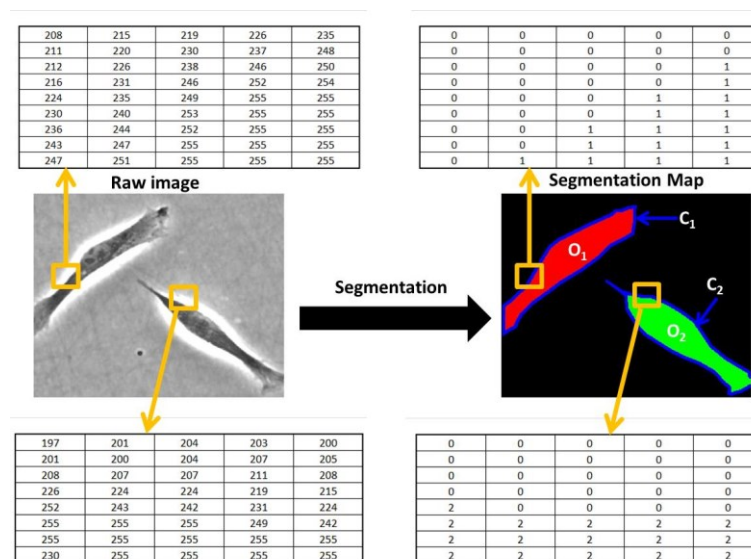 208 215 219 226 235
211 220 230 237 248
212 226 238 246 250
216 231 246 252 254
224 235 249 255 255
230 240 253 255 255
236 244 252 255 255
243 247 255 255 255
247 251 255 255 255
0 0 0 0 0
0 0 0 0 0
0 0 0 0 1
0 0 0 0 1
0 0 0 1 1
0 0 0 1 1
0 0 1 1 1
0 0 1 1 1
0 1 1 1 1
Raw image
Segmentation Map
C1
O1
Segmentation
C2
O2
197 201 204 203 200
201 200 204 207 205
208 207 207 211 208
226 224 224 219 215
252 243 242 231 224
255 255 255 249 242
255 255 255 255 255
230 255 255 255 255
0 0 0 0 0
0 0 0 0 0
0 0 0 0 0
0 0 0 0 0
2 0 0 0 0
2 2 2 2 2
2 2 2 2 2
2 2 2 2 2